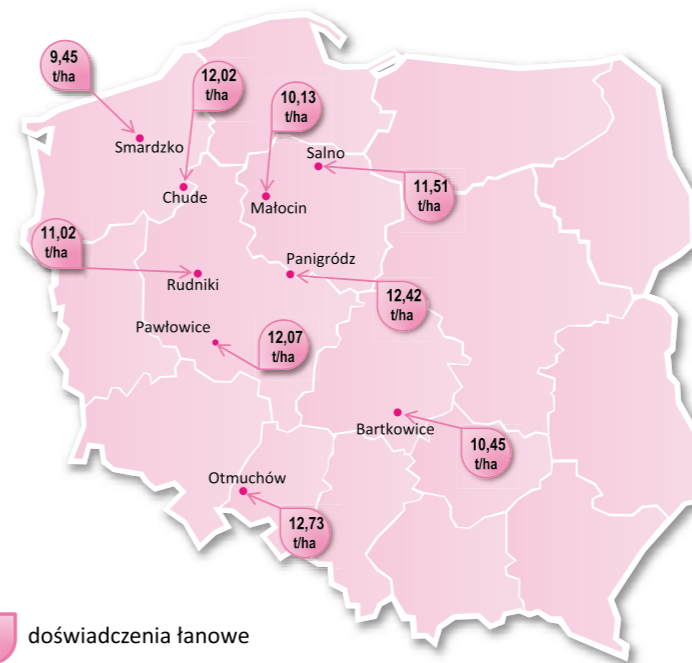 9,45
t/ha
12,02
t/ha
10,13
t/ha
Smardzko
Salno
11,51
t/ha
Chude
Małocin
11,02
t/ha
Panigródz
Rudniki
12,42
t/ha
Pawłowice
12,07
t/ha
Bartkowice
10,45
t/ha
Otmuchów
12,73
t/ha
doświadczenia łanowe